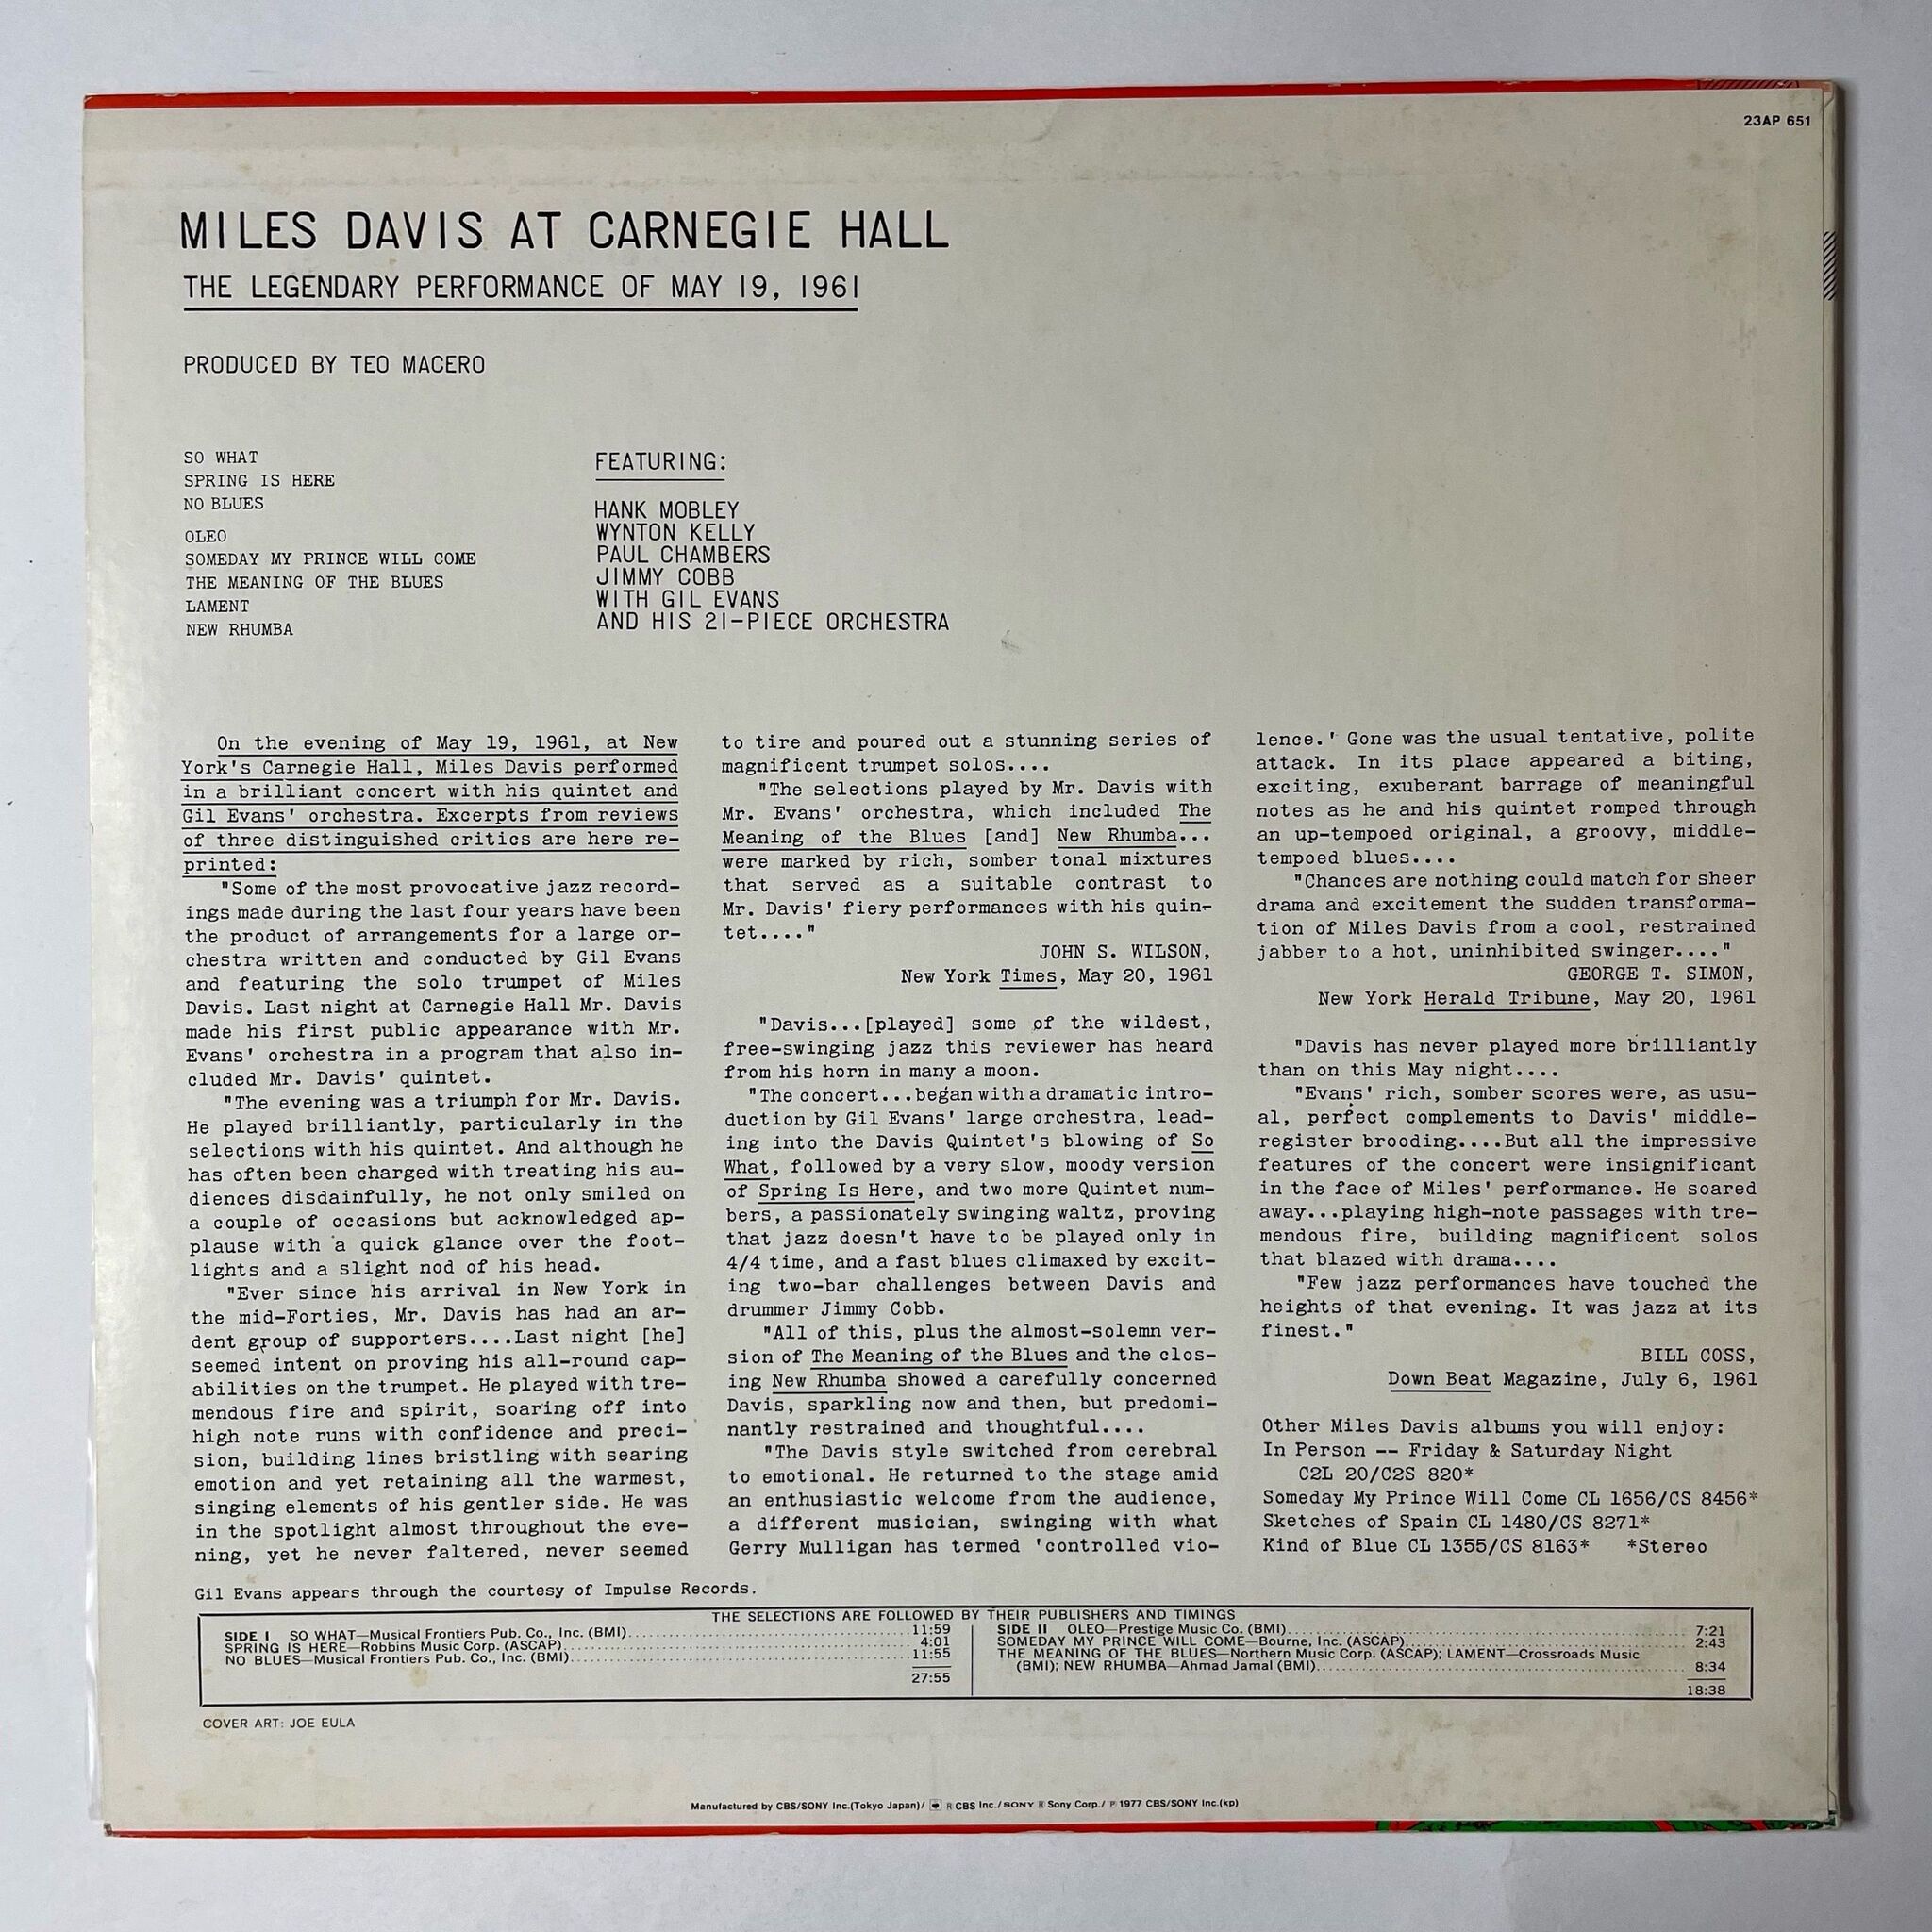 23AP 651
MILES DAVIS AT CARNEGIE HALL
THE LEGENDARY PERFORMANCE OF MAY 19, 1961
PRODUCED BY TEO MACERO
SO WHAT
SPRING IS HERE
NO BLUES
OLEO
SOMEDAY MY PRINCE WILL COME
THE MEANING OF THE BLUES
LAMENT
NEW RHUMBA
FEATURING:
HANK MOBLEY
WYNTON KELLY
PAUL CHAMBERS
JIMMY COBB
WITH GIL EVANS
AND HIS 21-PIECE ORCHESTRA
On the evening of May 19, 1961, at New
York's Carnegie Hall, Miles Davis performed
in a brilliant concert with his quintet and
Gil Evans' orchestra. Excerpts from reviews
of three distinguished critics are here re-
printed:
"Some of the most provocative jazz record-
ings made during the last four years have been
the product of arrangements for a large or-
chestra written and conducted by Gil Evans
and featuring the solo trumpet of Miles
Davis. Last night at Carnegie Hall Mr. Davis
made his first public appearance with Mr.
Evans' orchestra in a program that also in-
cluded Mr. Davis' quintet.
"The evening was a triumph for Mr. Davis.
He played brilliantly, particularly in the
selections with his quintet. And although he
has often been charged with treating his au-
diences disdainfully, he not only smiled on
a couple of occasions but acknowledged ap-
plause with a quick glance over the foot-
lights and a slight nod of his head.
"Ever since his arrival in New York in
the mid-Forties, Mr. Davis has had an ar-
dent group of supporters....Last night [he]
seemed intent on proving his all-round cap-
abilities on the trumpet. He played with tre-
mendous fire and spirit, soaring off into
high note runs with confidence and preci-
sion, building lines bristling with searing
emotion and yet retaining all the warmest,
singing elements of his gentler side. He was
in the spotlight almost throughout the eve-
ning, yet he never faltered, never seemed
to tire and poured out a stunning series of
magnificent trumpet solos....
"The selections played by Mr. Davis with
Mr. Evans' orchestra, which included The
Meaning of the Blues [and] New Rhumba...
were marked by rich, somber tonal mixtures
that served as a suitable contrast to
Mr. Davis' fiery performances with his quin-
tet...."
JOHN S. WILSON,
New York Times, May 20, 1961
"Davis...[played] some of the wildest,
free-swinging jazz this reviewer has heard
from his horn in many a moon.
"The concert...began with a dramatic intro-
duction by Gil Evans' large orchestra, lead-
ing into the Davis Quintet's blowing of So
What, followed by a very slow, moody version
of Spring Is Here, and two more Quintet num-
bers, a passionately swinging waltz, proving
that jazz doesn't have to be played only in
4/4 time, and a fast blues climaxed by excit-
ing two-bar challenges between Davis and
drummer Jimmy Cobb.
"All of this, plus the almost-solemn ver-
sion of The Meaning of the Blues and the clos-
ing New Rhumba showed a carefully concerned
Davis, sparkling now and then, but predomi-
nantly restrained and thoughtful....
"The Davis style switched from cerebral
to emotional. He returned to the stage amid
an enthusiastic welcome from the audience,
a different musician, swinging with what
Gerry Mulligan has termed 'controlled vio-
lence.' Gone was the usual tentative, polite
attack. In its place appeared a biting,
exciting, exuberant barrage of meaningful
notes as he and his quintet romped through
an up-tempoed original, a groovy, middle-
tempoed blues....
"Chances are nothing could match for sheer
drama and excitement the sudden transforma-
tion of Miles Davis from a cool, restrained
jabber to a hot, uninhibited swinger...."
GEORGE T. SIMON,
New York Herald Tribune, May 20, 1961
"Davis has never played more brilliantly
than on this May night....
"Evans' rich, somber scores were, as usu-
al, perfect complements to Davis' middle-
register brooding....But all the impressive
features of the concert were insignificant
in the face of Miles' performance. He soared
away...playing high-note passages with tre-
mendous fire, building magnificent solos
that blazed with drama....
"Few jazz performances have touched the
heights of that evening. It was jazz at its
finest."
BILL COSS,
Down Beat Magazine, July 6, 1961
Other Miles Davis albums you will enjoy:
In Person -- Friday & Saturday Night
C2L 20/C2S 820*
Someday My Prince Will Come CL 1656/CS 8456*
Sketches of Spain CL 1480/CS 8271*
Kind of Blue CL 1355/CS 8163* *Stereo
Gil Evans appears through the courtesy of Impulse Records.
THE SELECTIONS ARE FOLLOWED BY THEIR PUBLISHERS AND TIMINGS
SIDE I SO WHAT—Musical Frontiers Pub. Co., Inc. (BMI) 11:59
SPRING IS HERE—Robbins Music Corp. (ASCAP) 4:01
NO BLUES—Musical Frontiers Pub. Co., Inc. (BMI) 11:55
27:55
SIDE II OLEO—Prestige Music Co. (BMI) 7:21
SOMEDAY MY PRINCE WILL COME—Bourne, Inc. (ASCAP) 2:43
THE MEANING OF THE BLUES—Northern Music Corp. (ASCAP); LAMENT—Crossroads Music
(BMI); NEW RHUMBA—Ahmad Jamal (BMI) 8:34
18:38
COVER ART: JOE EULA
Manufactured by CBS/SONY Inc.(Tokyo Japan)/ ® CBS Inc./SONY ® Sony Corp./ ℗ 1977 CBS/SONY Inc.(kp)